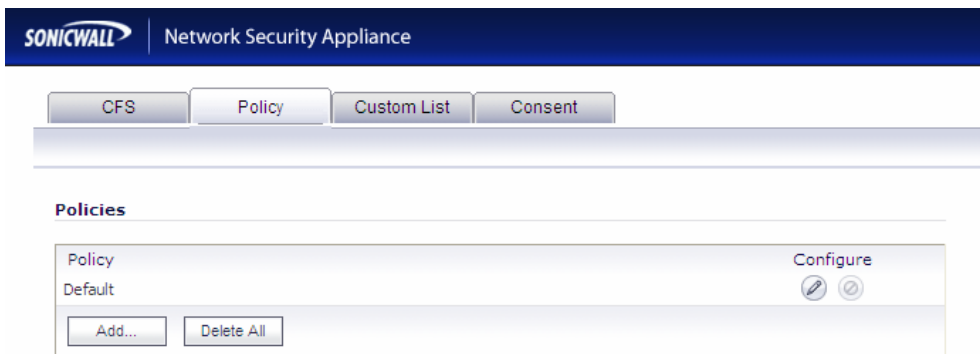 SONICWALL Network Security Appliance
CFS Policy Custom List Consent
Policies
Policy Configure
Default
Add... Delete All